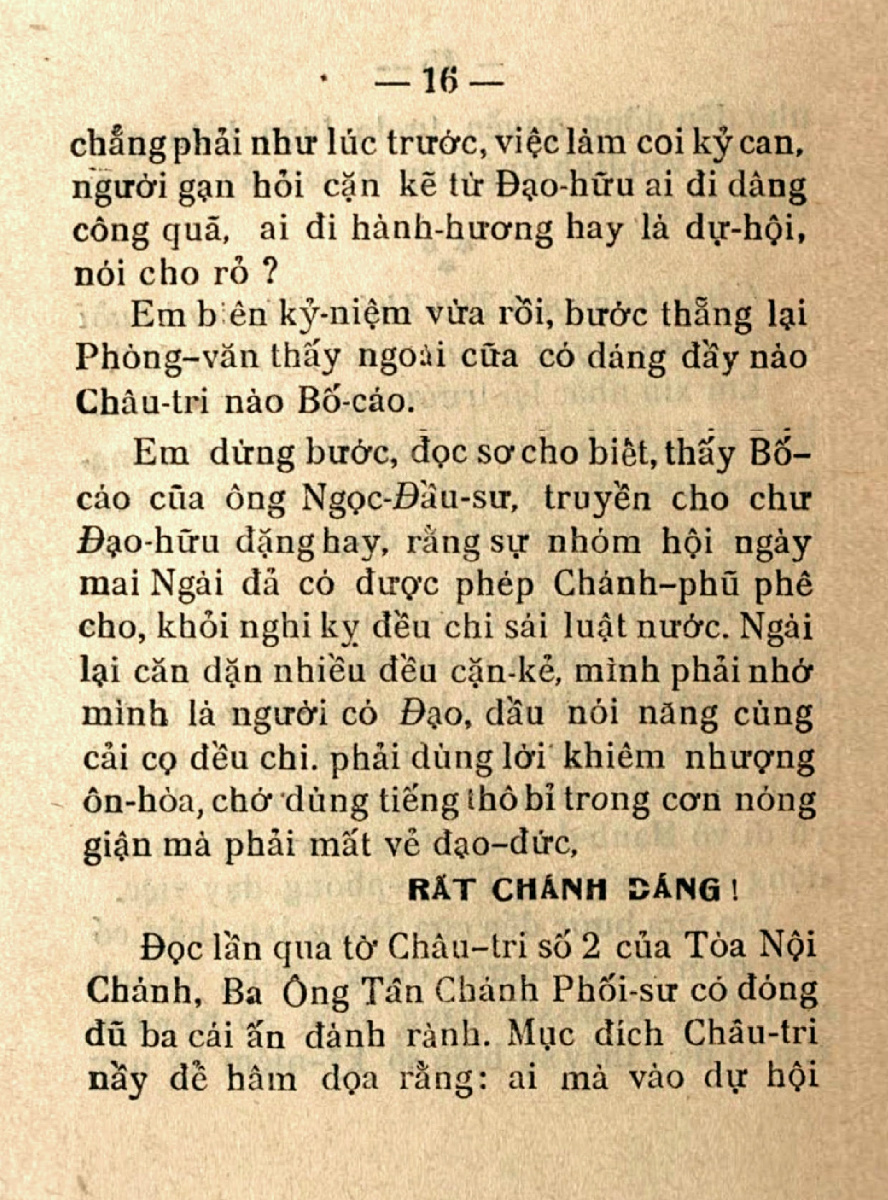 — 16 —
chẳng phải như lúc trước, việc làm coi kỷ can,
người gạn hỏi cặn kẽ từ Đạo-hữu ai đi dâng
công quã, ai đi hành-hương hay là dự-hội,
nói cho rỏ ?
Em biên kỷ-niệm vừa rồi, bước thẵng lại
Phòng-văn thấy ngoài cữa có dáng đầy nào
Châu-tri nào Bố-cáo.
Em dừng bước, đọc sơ cho biết, thấy Bố-
cáo cũa ông Ngọc-Đầu-sư, truyền cho chư
Đạo-hữu đặng hay, rằng sự nhóm hội ngày
mai Ngài đả có được phép Chánh-phũ phê
cho, khỏi nghi kỵ đều chi sái luật nước. Ngài
lại căn dặn nhiều đều cặn-kẻ, mình phải nhớ
mình là người có Đạo, dầu nói năng cùng
cải cọ đều chi. phải dùng lời khiêm nhượng
ôn-hòa, chớ dùng tiếng thô bỉ trong cơn nóng
giận mà phải mất vẻ đạo-đức,
RẤT CHÁNH ĐÁNG !
Đọc lần qua tờ Châu-tri số 2 của Tòa Nội
Chánh, Ba Ông Tân Chánh Phối-sư có đóng
đũ ba cái ấn đành rành. Mục đích Châu-tri
nầy để hâm dọa rằng: ai mà vào dự hội